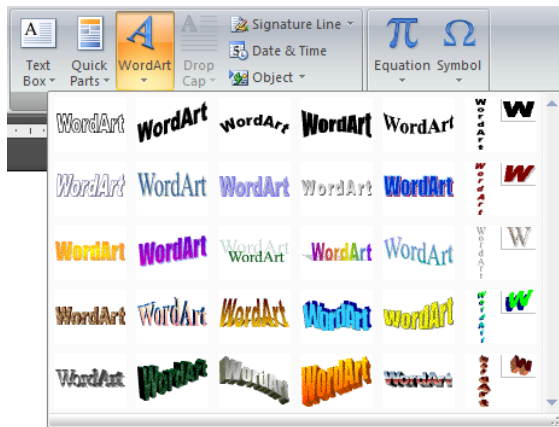 Signature Line
Date & Time
Object
Text Box
Quick Parts
WordArt
Drop Cap
Equation
Symbol
WordArt WordArt WordArt WordArt WordArt WordArt W
WordArt WordArt WordArt WordArt WordArt WordArt W
WordArt WordArt WordArt WordArt WordArt WordArt W
WordArt WordArt WordArt WordArt WordArt WordArt W
WordArt WordArt WordArt WordArt WordArt WordArt W